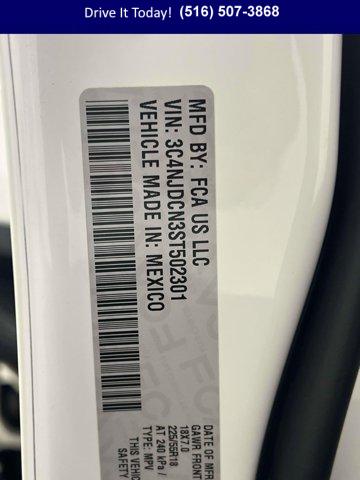 Drive It Today! (516) 507-3868
MFD BY: FCA US LLC
VIN: 3C4NJDCN3ST502301
VEHICLE MADE IN: MEXICO
DATE OF MFR
GAWR FRONT
18X7.0
225/55R18
AT 240 kPa /
TYPE: MPV
THIS VEHIC
SAFETY